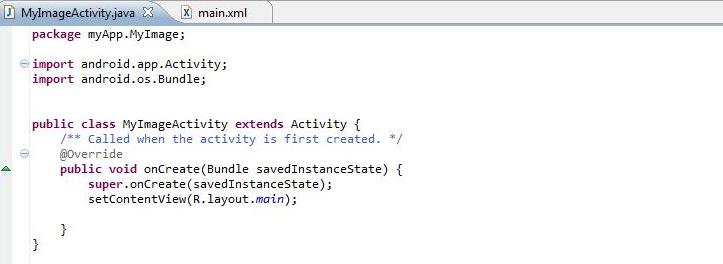 MyImageActivity.java main.xml
package myApp.MyImage;
import android.app.Activity;
import android.os.Bundle;
public class MyImageActivity extends Activity {
/** Called when the activity is first created. */
@Override
public void onCreate(Bundle savedInstanceState) {
super.onCreate(savedInstanceState);
setContentView(R.layout.main);
}
}